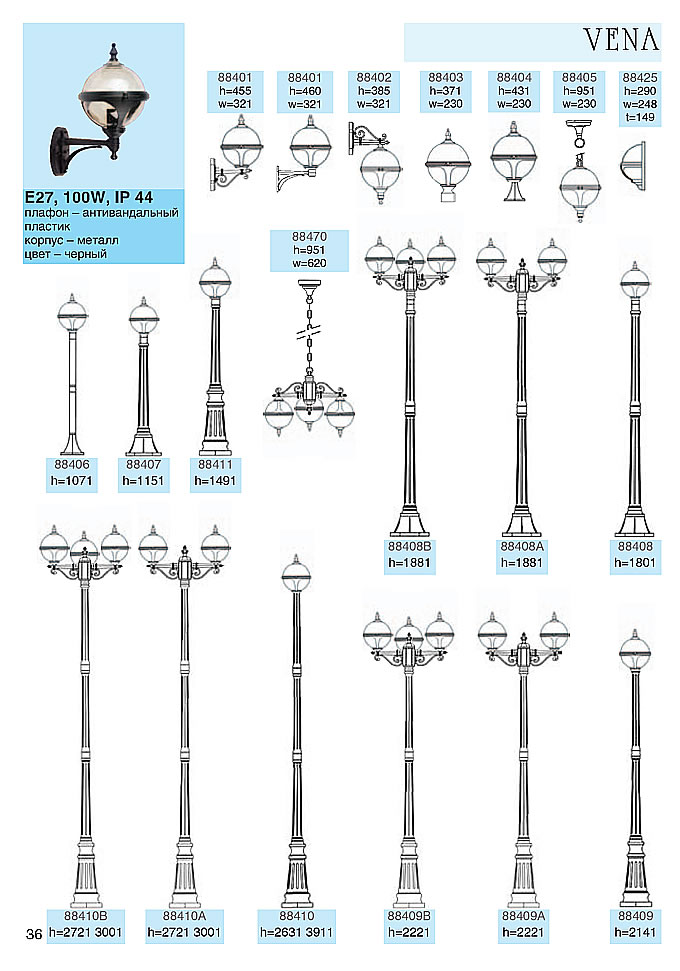 VENA
88401
h=455
w=321
88401
h=460
w=321
88402
h=385
w=321
88403
h=371
w=230
88404
h=431
w=230
88405
h=951
w=230
88425
h=290
w=248
t=149
E27, 100W, IP 44
плафон – антивандальный
пластик
корпус – металл
цвет – черный
88470
h=951
w=620
88406
h=1071
88407
h=1151
88411
h=1491
88408B
h=1881
88408A
h=1881
88408
h=1801
88410B
h=2721 3001
88410A
h=2721 3001
88410
h=2631 3911
88409B
h=2221
88409A
h=2221
88409
h=2141
36